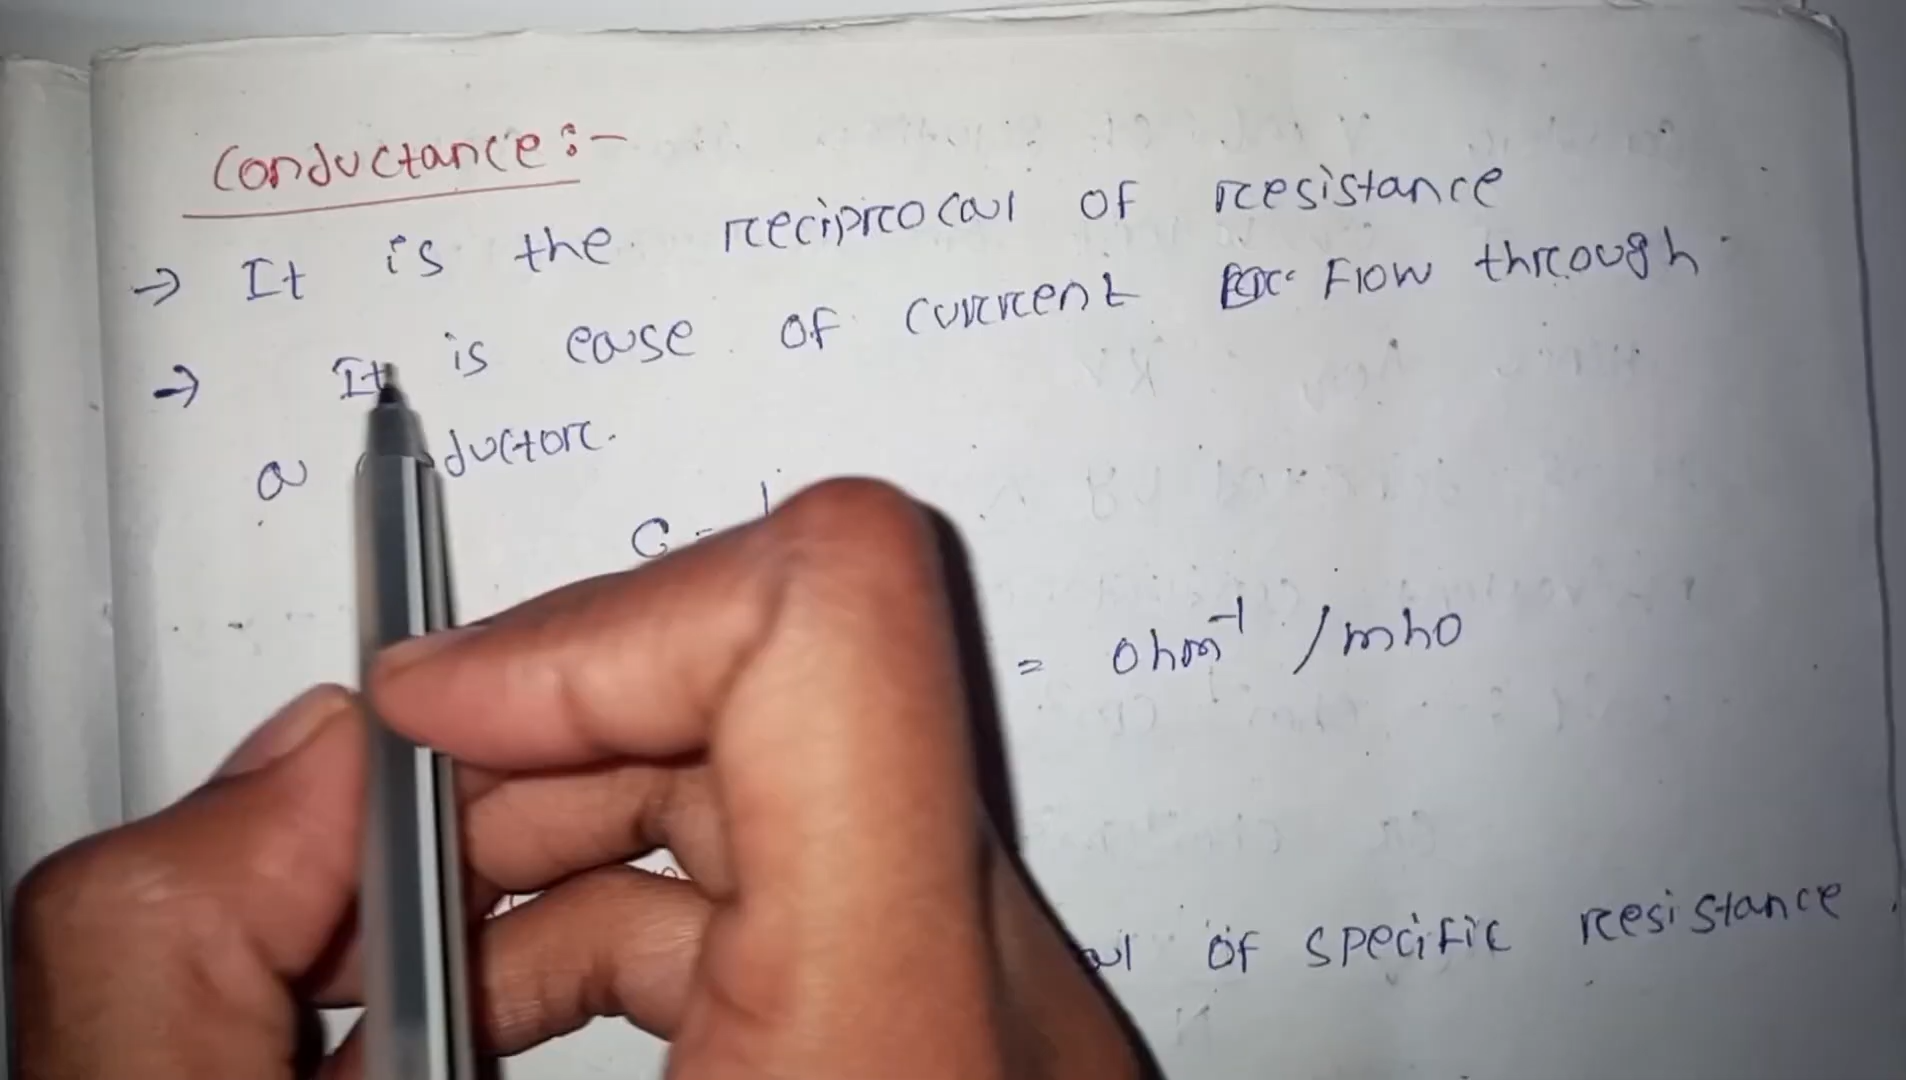 Conductance :-
→ It is the reciprocal of resistance
→ It is ease of current Flow through
a ductor.
C =
= ohm⁻¹ / mho
of specific resistance